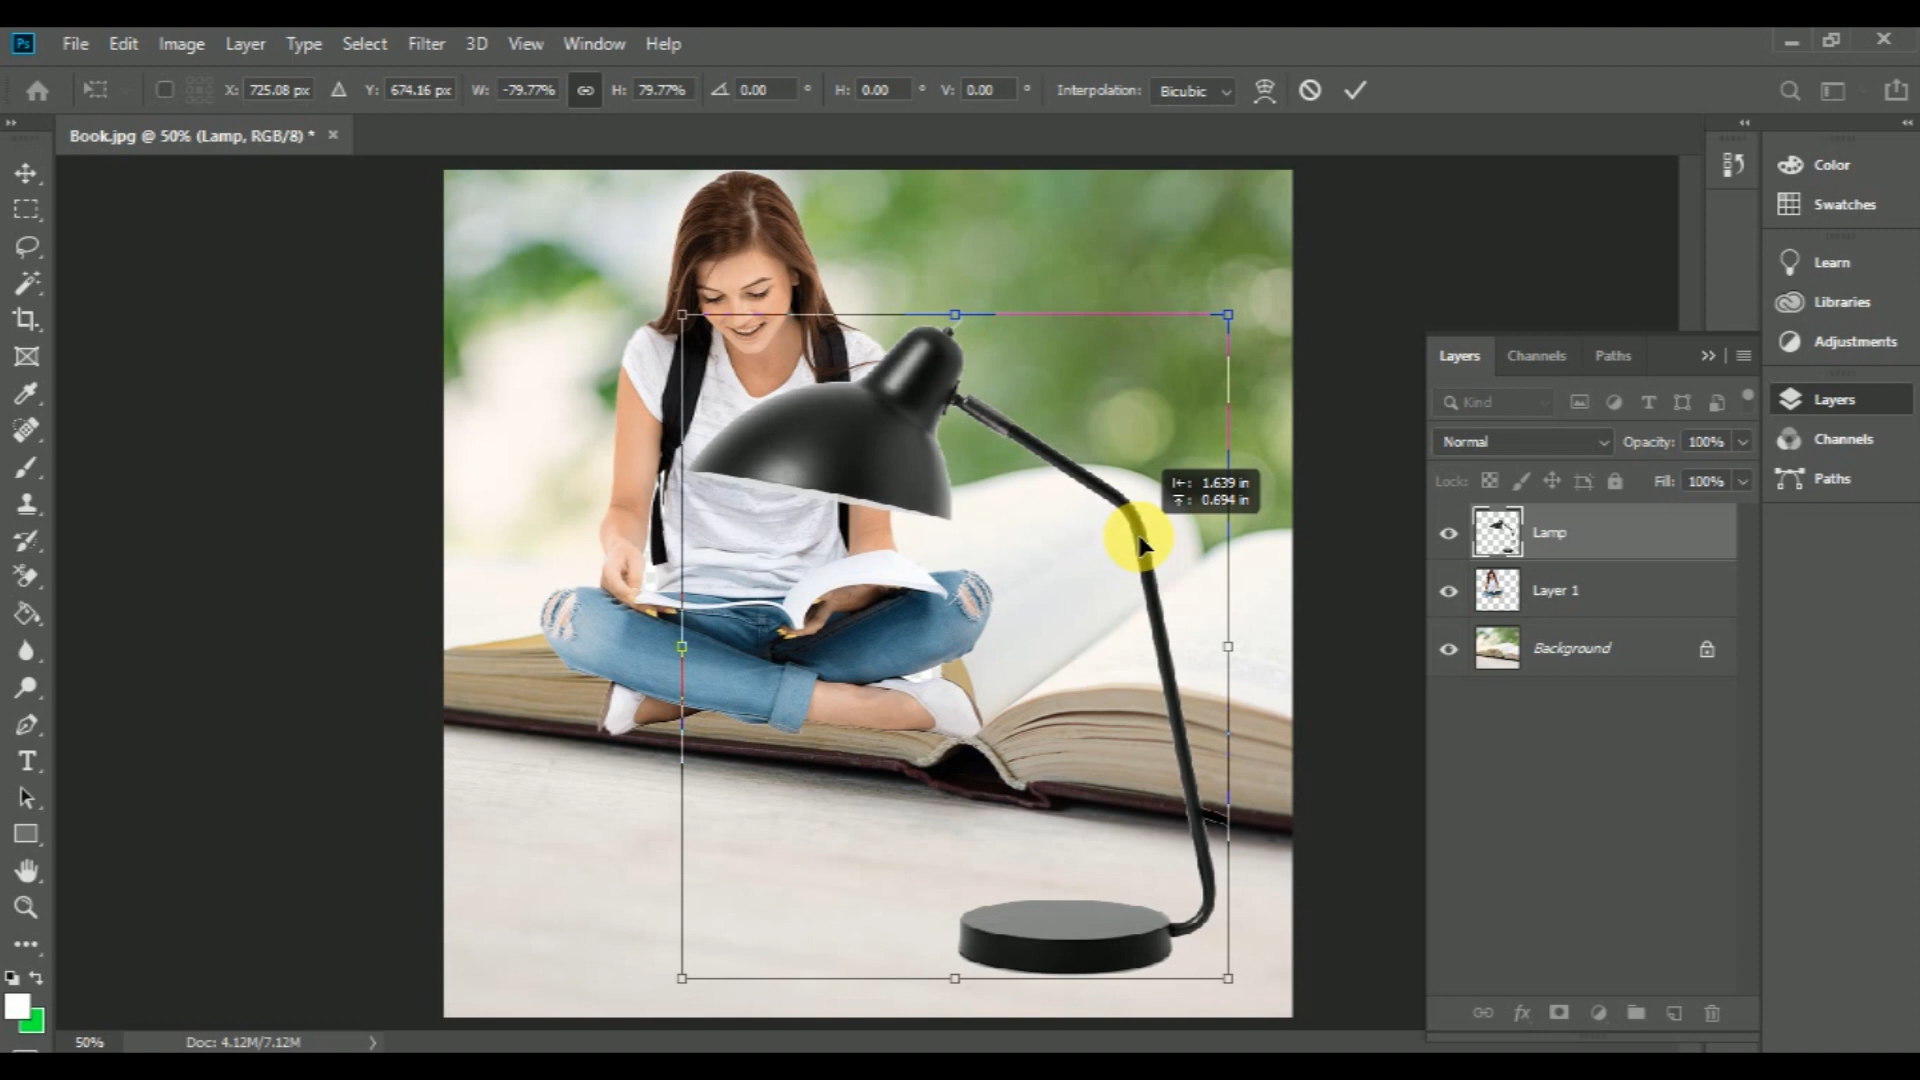 Ps File Edit Image Layer Type Select Filter 3D View Window Help
X: 725.08 px Y: 674.16 px W: -79.77% H: 79.77% 0.00 ° H: 0.00 ° V: 0.00 ° Interpolation: Bicubic
Book.jpg @ 50% (Lamp, RGB/8) * ×
Color
Swatches
Learn
Libraries
Adjustments
Layers
Channels
Paths
Layers Channels Paths
Kind
Normal Opacity: 100%
Lock: Fill: 100%
Lamp
Layer 1
Background
1.639 in
0.694 in
50% Doc: 4.12M/7.12M